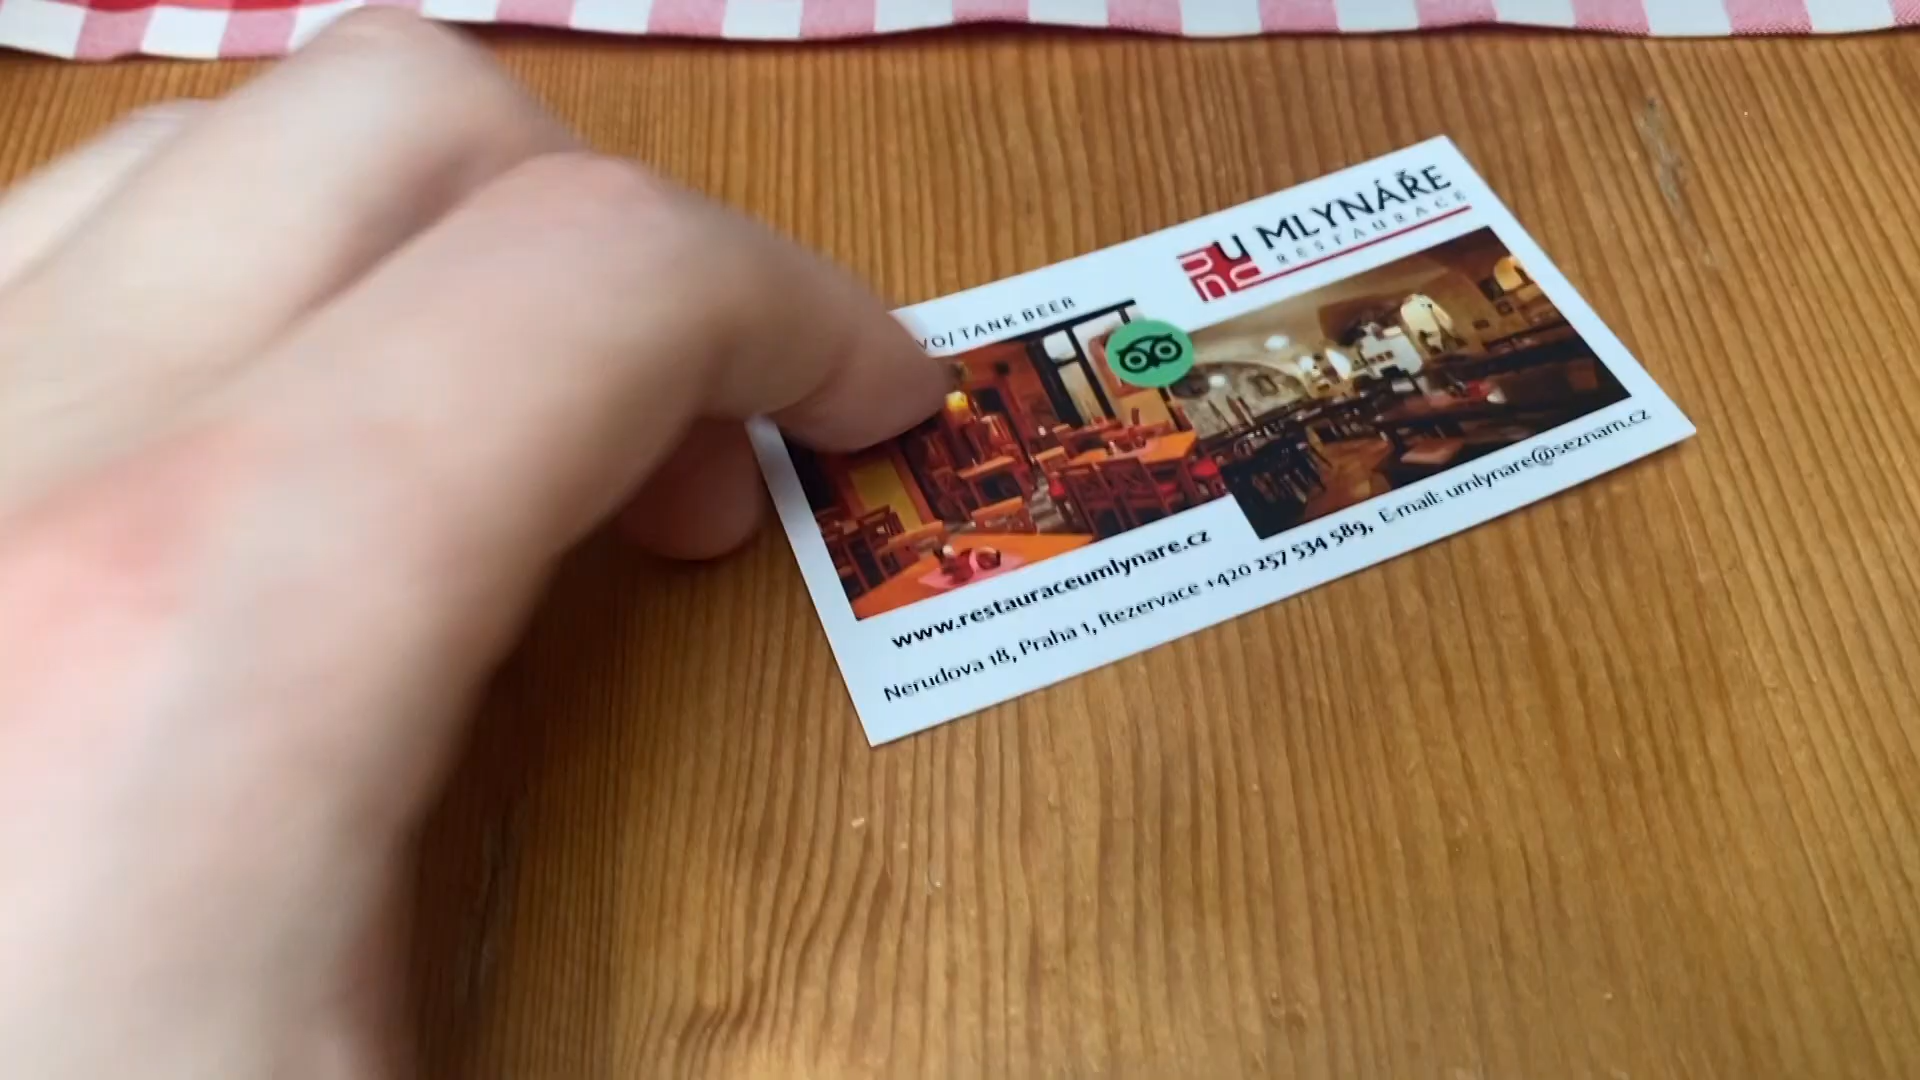 U MLYNÁŘE
RESTAURACE
TANK BEER
www.restauraceumlynare.cz
Nerudova 18, Praha 1, Rezervace +420 257 534 589, E-mail: umlynare@seznam.cz